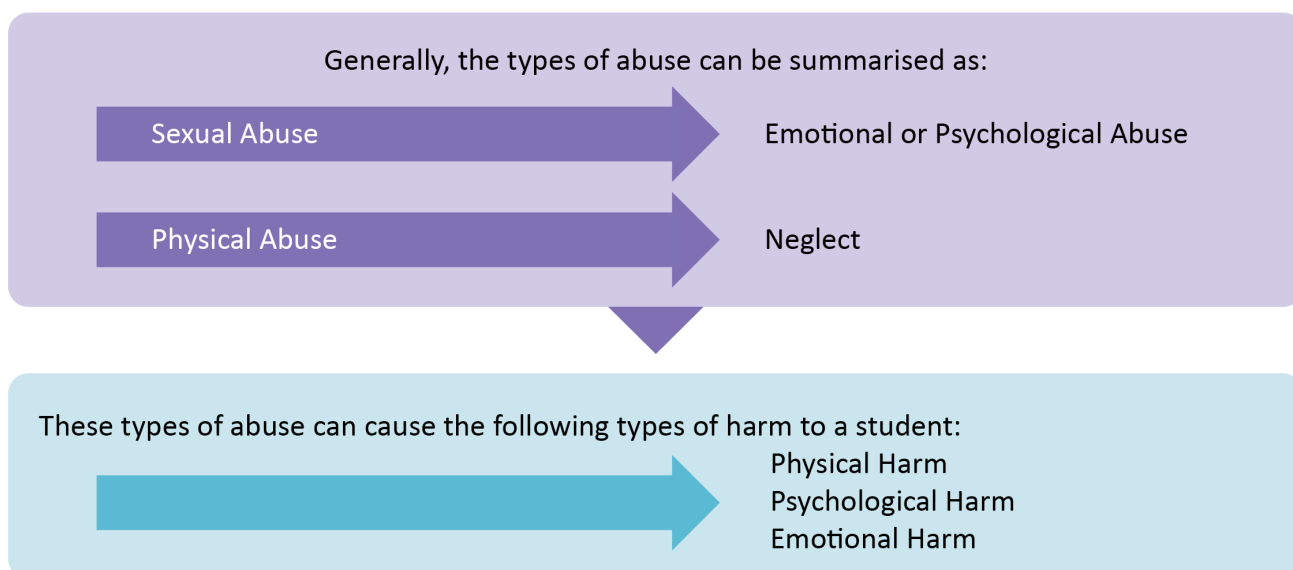 Generally, the types of abuse can be summarised as:
Sexual Abuse
Emotional or Psychological Abuse
Physical Abuse
Neglect
These types of abuse can cause the following types of harm to a student:
Physical Harm
Psychological Harm
Emotional Harm